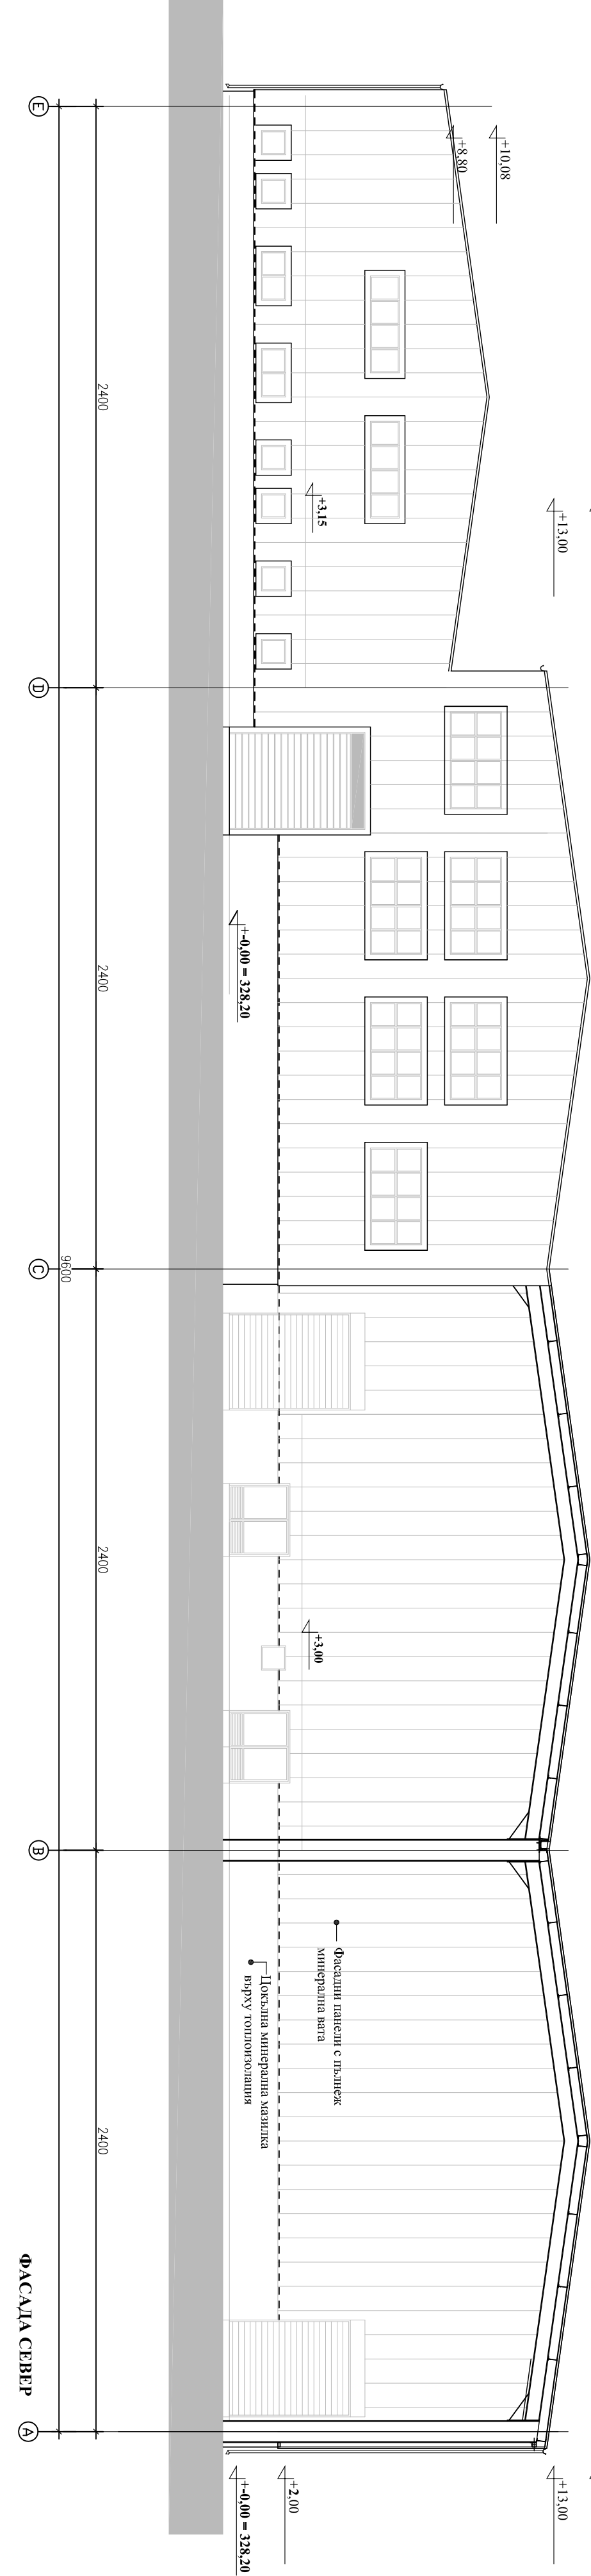 +10,08
+8,80
+3,15
+13,00
+-0,00 = 328,20
+3,00
Фасадни панели с пълнеж
минерална вата
Цокълна минерална мазилка
върху топлоизолация
+13,00
+2,00
+-0,00 = 328,20
2400
2400
2400
2400
9600
E
D
C
B
A
ФАСАДА СЕВЕР